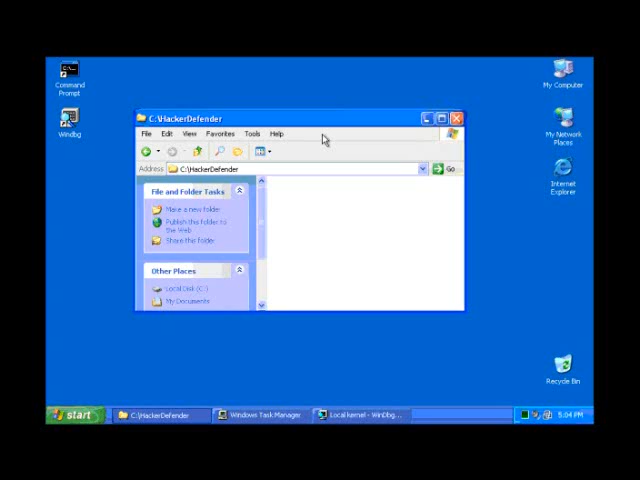 Command
Prompt
Windbg
My Computer
My Network
Places
Internet
Explorer
Recycle Bin
C:\HackerDefender
File Edit View Favorites Tools Help
Address C:\HackerDefender Go
File and Folder Tasks
Make a new folder
Publish this folder to
the Web
Share this folder
Other Places
Local Disk (C:)
My Documents
start C:\HackerDefender Windows Task Manager Local kernel - WinDbg... 5:04 PM